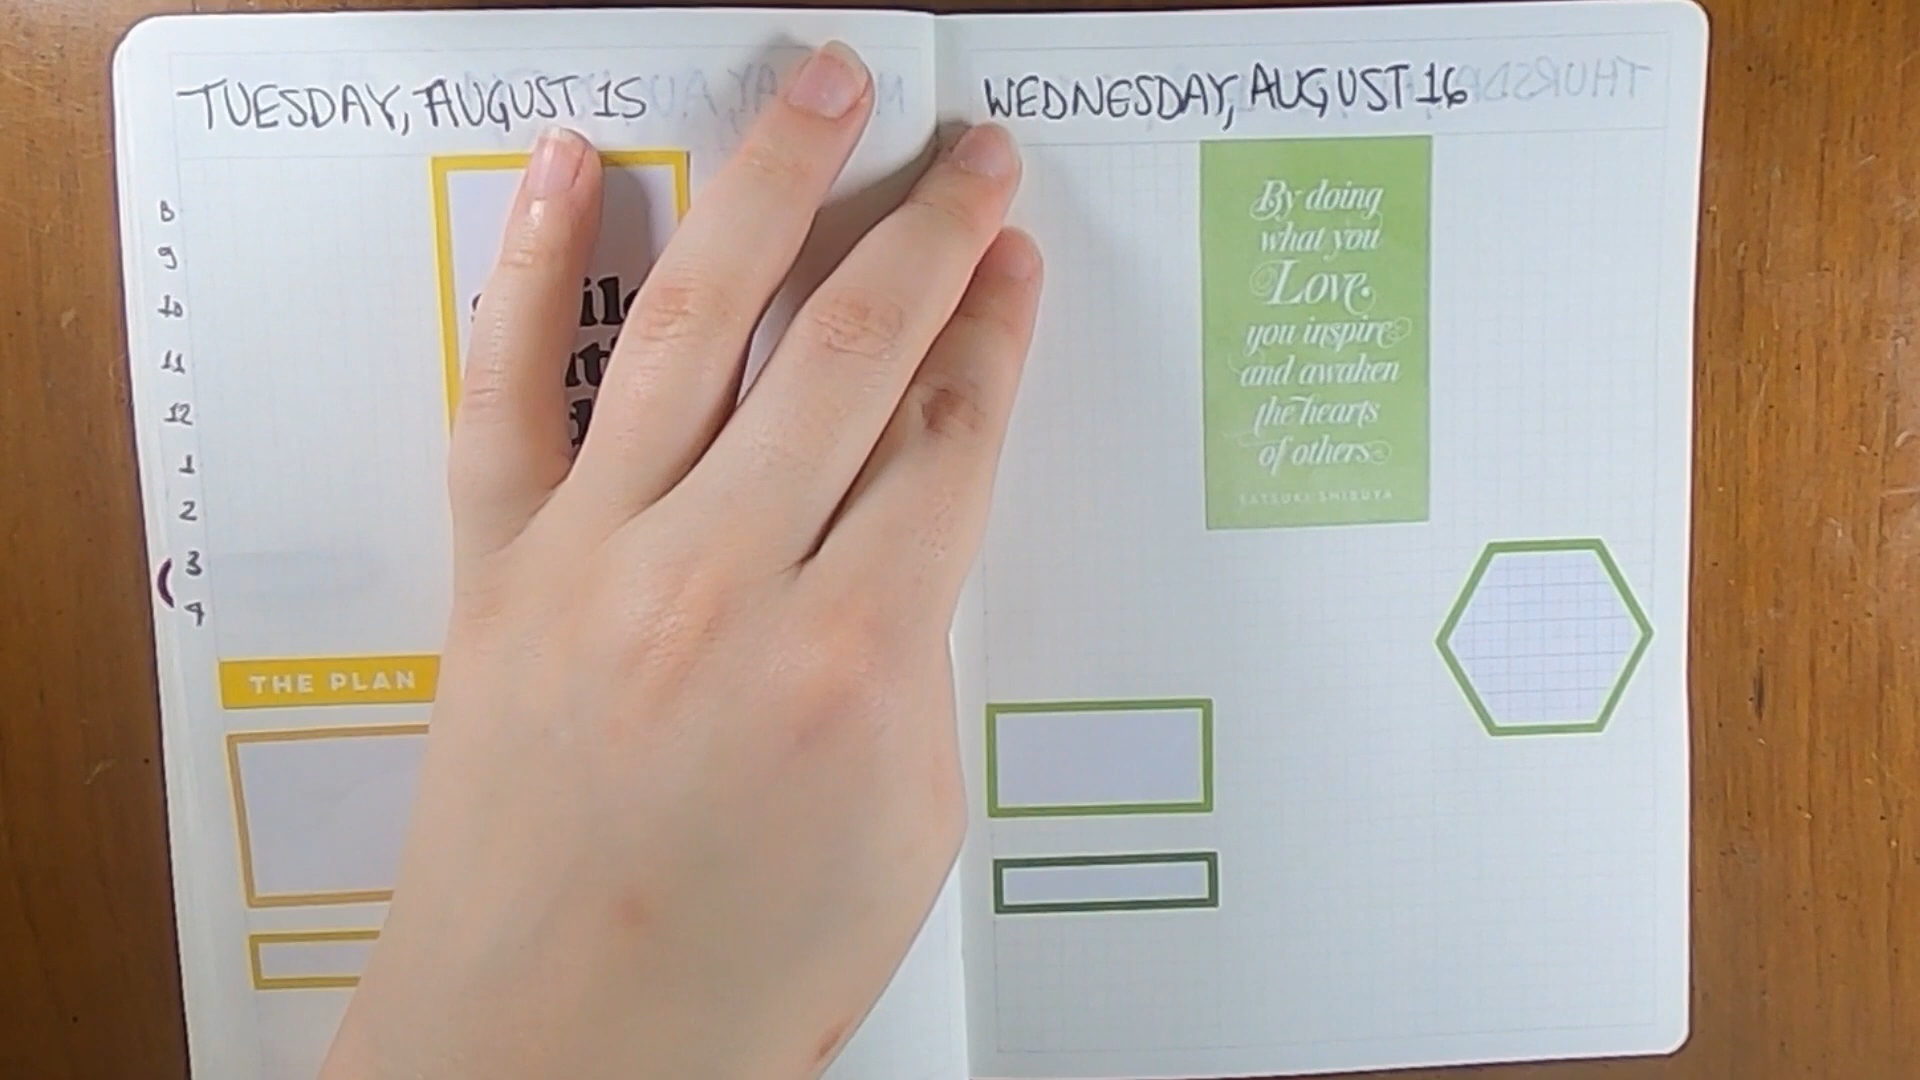 TUESDAY, AUGUST 15
8
9
10
11
12
1
2
3
4
THE PLAN
WEDNESDAY, AUGUST 16
By doing
what you
Love,
you inspire
and awaken
the hearts
of others
SATSUKI SHIBUYA